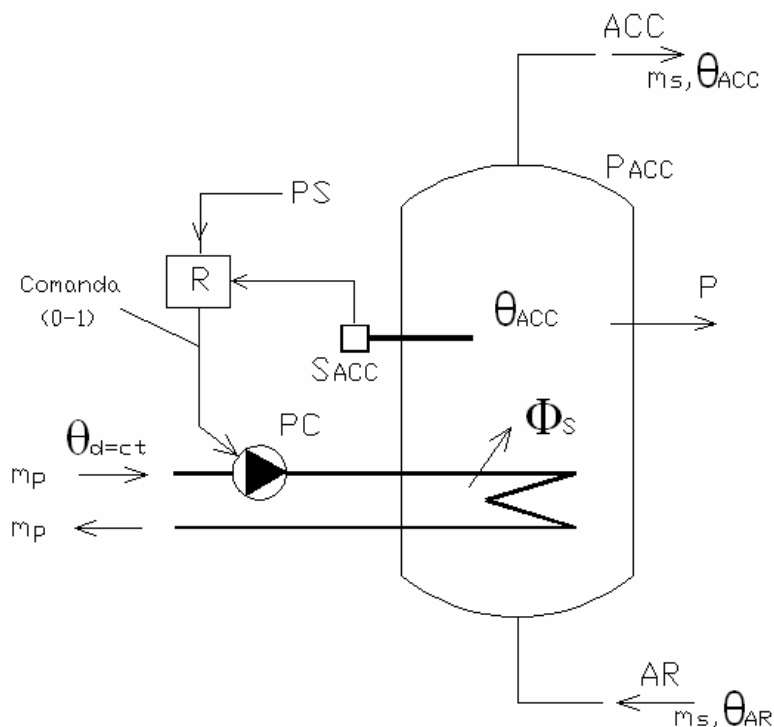 ACC
ms, θACC
PACC
PS
R
Comanda
(0-1)
P
θACC
SACC
PC
ΦS
θd=ct
mp
mp
AR
ms, θAR